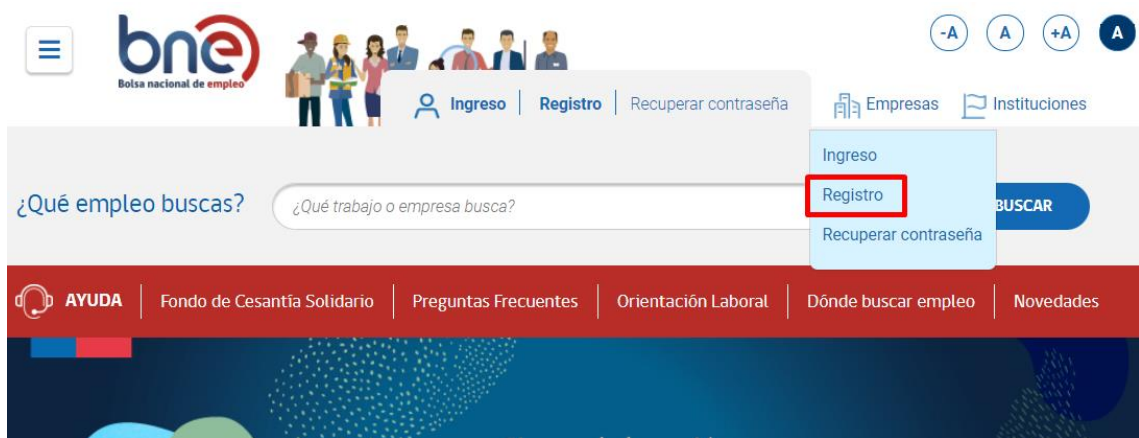 bne
Bolsa nacional de empleo
-A A +A A
Ingreso Registro Recuperar contraseña
Empresas Instituciones
Ingreso
Registro
Recuperar contraseña
¿Qué empleo buscas?
¿Qué trabajo o empresa busca?
BUSCAR
AYUDA Fondo de Cesantía Solidario Preguntas Frecuentes Orientación Laboral Dónde buscar empleo Novedades